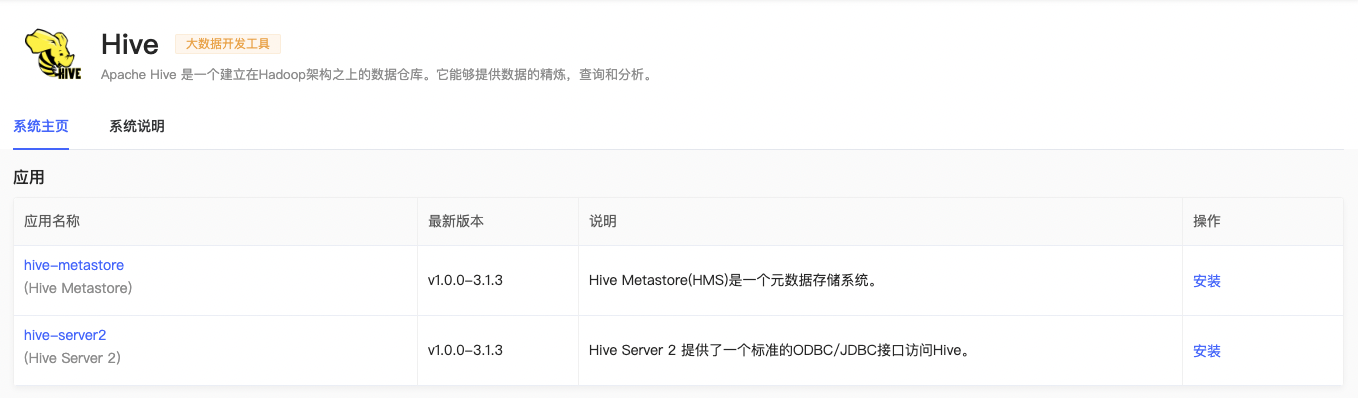 HIVE
Hive 大数据开发工具
Apache Hive 是一个建立在Hadoop架构之上的数据仓库。它能够提供数据的精炼，查询和分析。
系统主页 系统说明
应用
应用名称 最新版本 说明 操作
hive-metastore
(Hive Metastore)
v1.0.0-3.1.3 Hive Metastore(HMS)是一个元数据存储系统。 安装
hive-server2
(Hive Server 2)
v1.0.0-3.1.3 Hive Server 2 提供了一个标准的ODBC/JDBC接口访问Hive。 安装